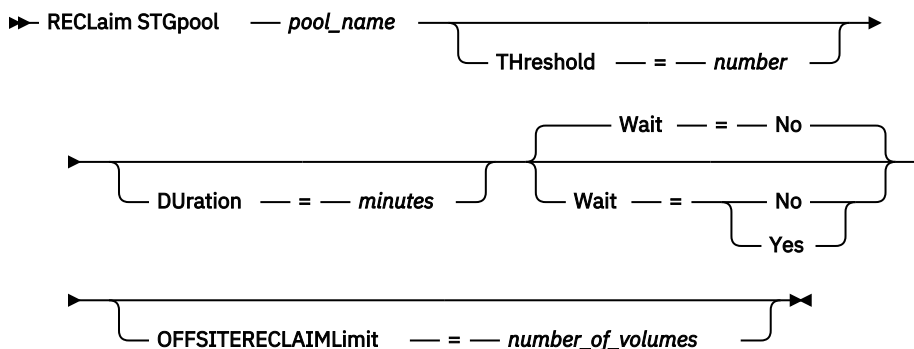 RECLaim STGpool — pool_name
THreshold — = — number
Wait — = — No
DUration — = — minutes
Wait — = No
Yes
OFFSITERECLAIMLimit — = — number_of_volumes